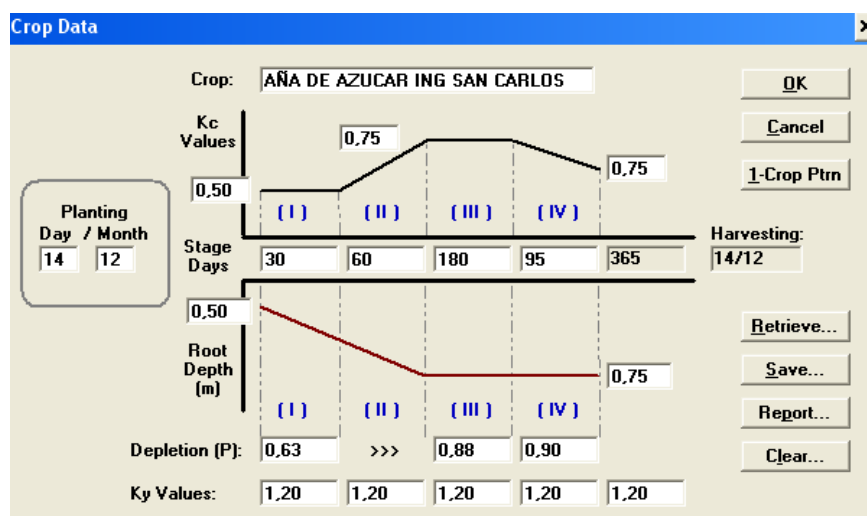 Crop Data
Crop: AÑA DE AZUCAR ING SAN CARLOS
OK
Kc Values
0,75
Cancel
0,75
1-Crop Ptrn
0,50
Planting
Day / Month
14 12
( I ) ( II ) ( III ) ( IV )
Harvesting:
14/12
Stage Days 30 60 180 95 365
0,50
Retrieve...
Root Depth (m)
0,75
Save...
( I ) ( II ) ( III ) ( IV )
Report...
Depletion (P): 0,63 >>> 0,88 0,90
Clear...
Ky Values: 1,20 1,20 1,20 1,20 1,20